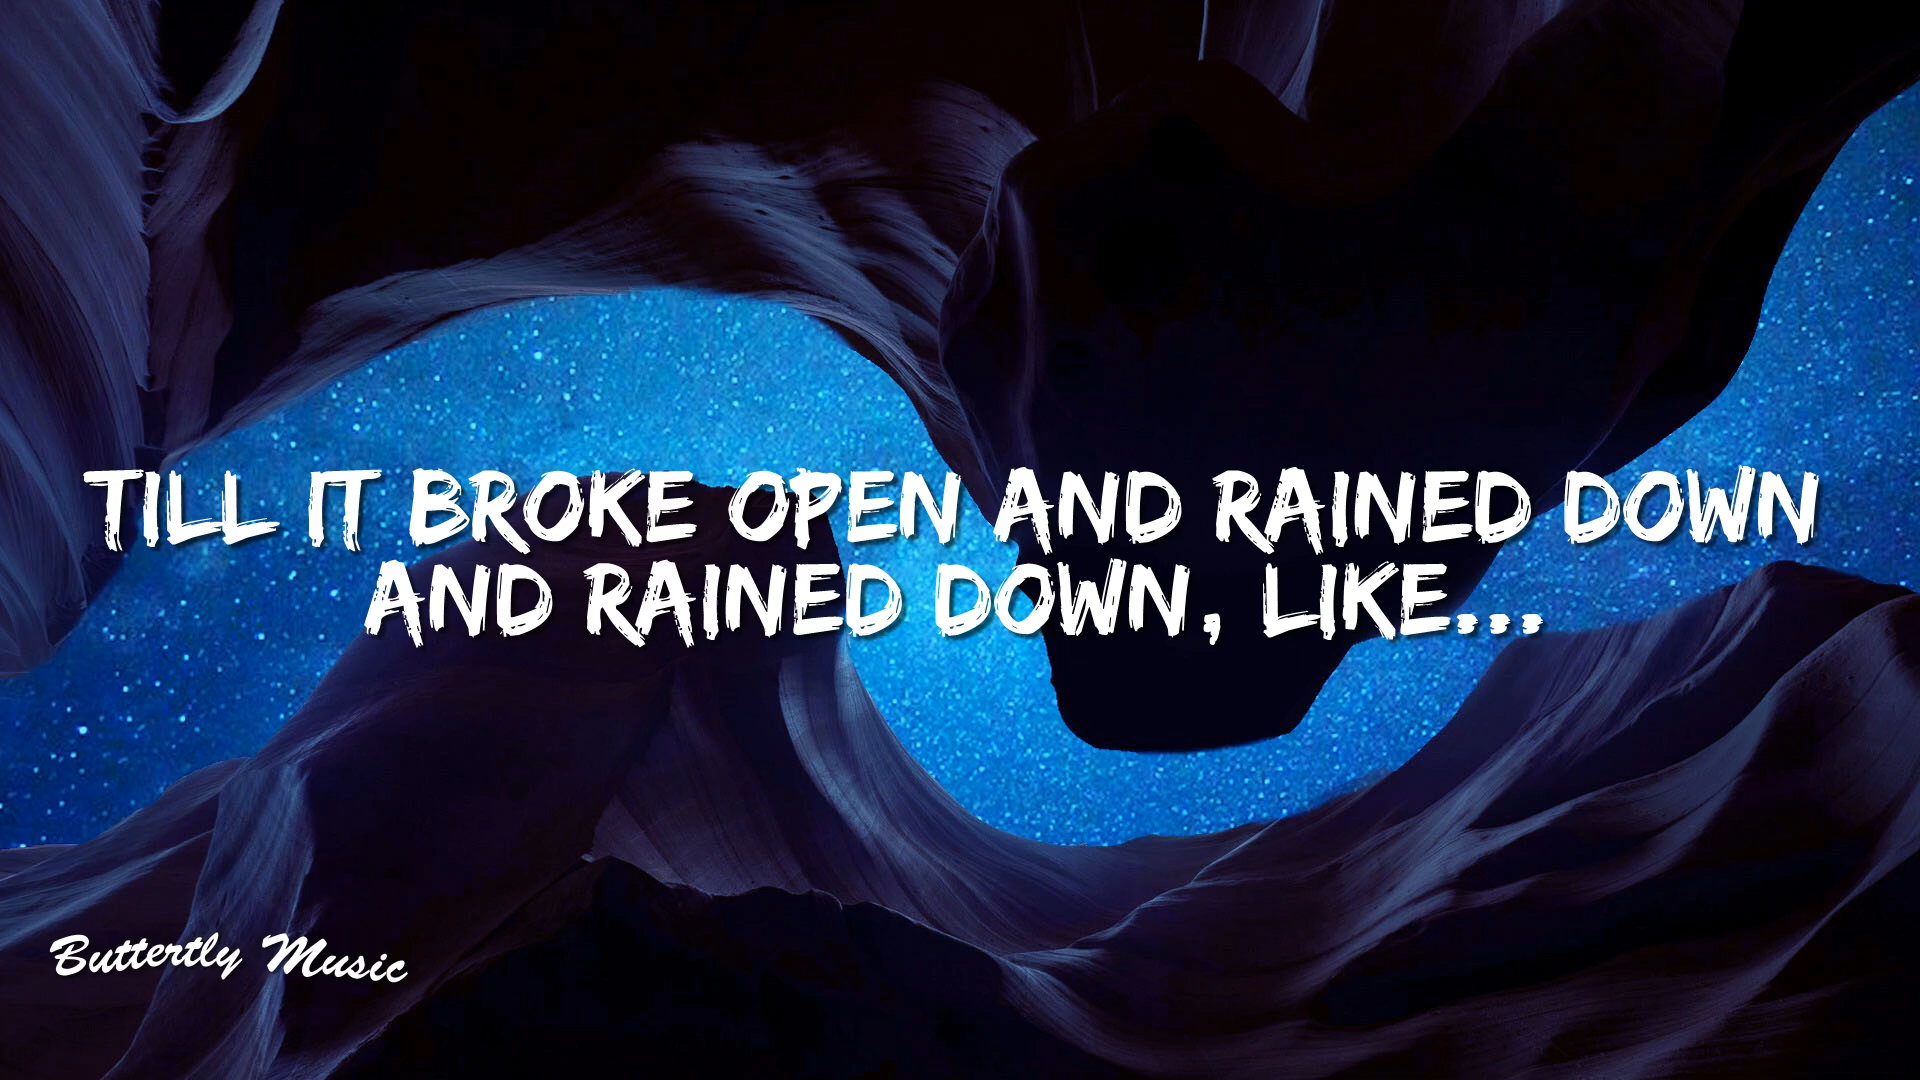 TILL IT BROKE OPEN AND RAINED DOWN
AND RAINED DOWN, LIKE...
Buttertly Music